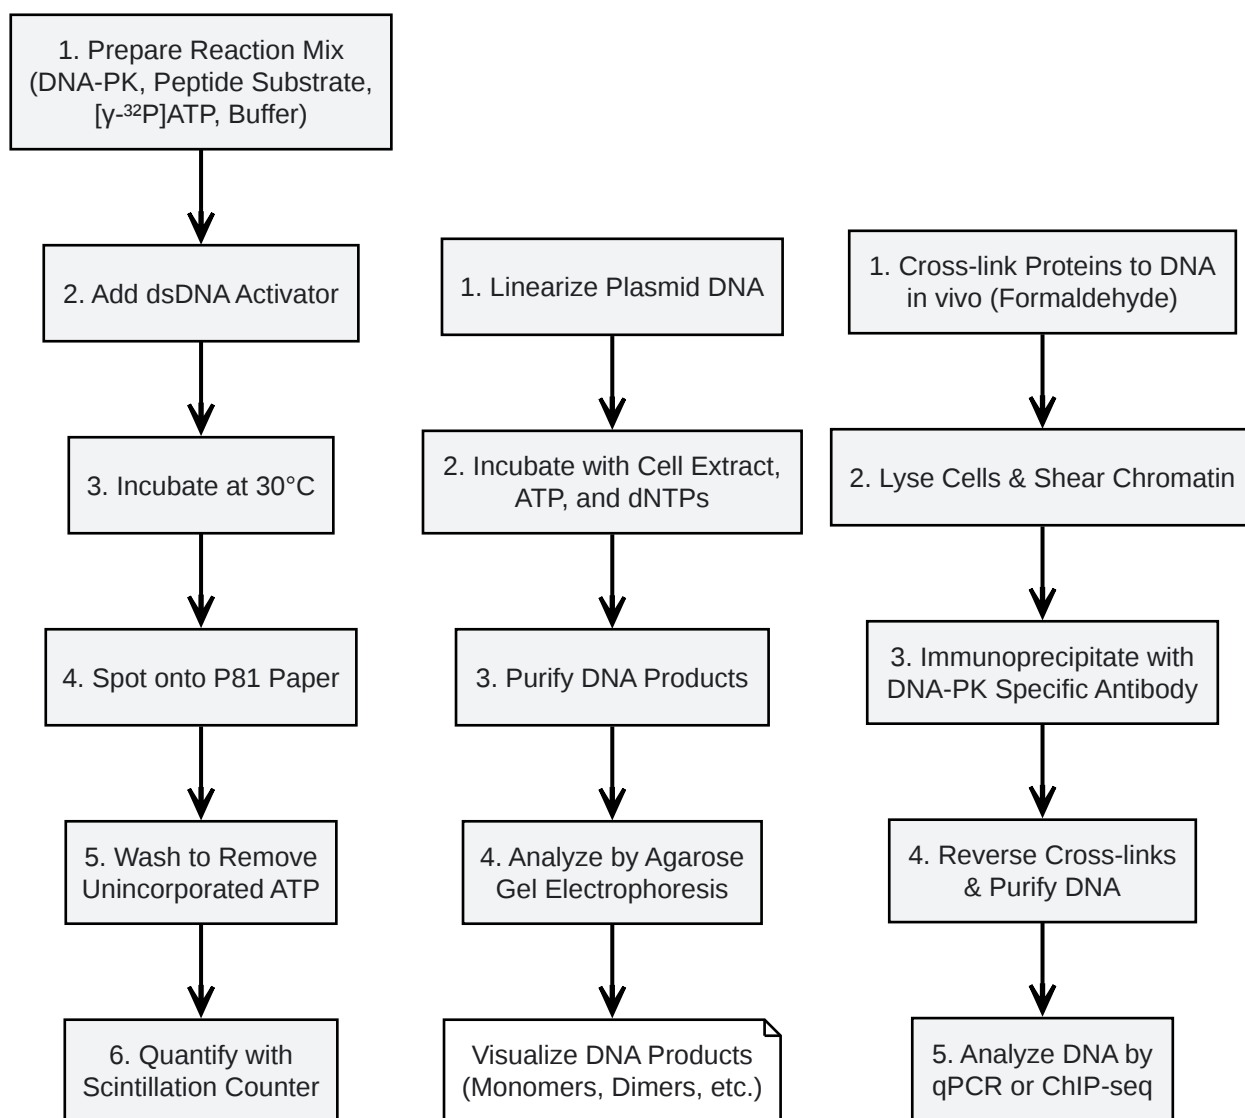 1. Prepare Reaction Mix
(DNA-PK, Peptide Substrate,
[γ-³²P]ATP, Buffer)
2. Add dsDNA Activator
3. Incubate at 30°C
4. Spot onto P81 Paper
5. Wash to Remove
Unincorporated ATP
6. Quantify with
Scintillation Counter
1. Linearize Plasmid DNA
2. Incubate with Cell Extract,
ATP, and dNTPs
3. Purify DNA Products
4. Analyze by Agarose
Gel Electrophoresis
Visualize DNA Products
(Monomers, Dimers, etc.)
1. Cross-link Proteins to DNA
in vivo (Formaldehyde)
2. Lyse Cells & Shear Chromatin
3. Immunoprecipitate with
DNA-PK Specific Antibody
4. Reverse Cross-links
& Purify DNA
5. Analyze DNA by
qPCR or ChIP-seq